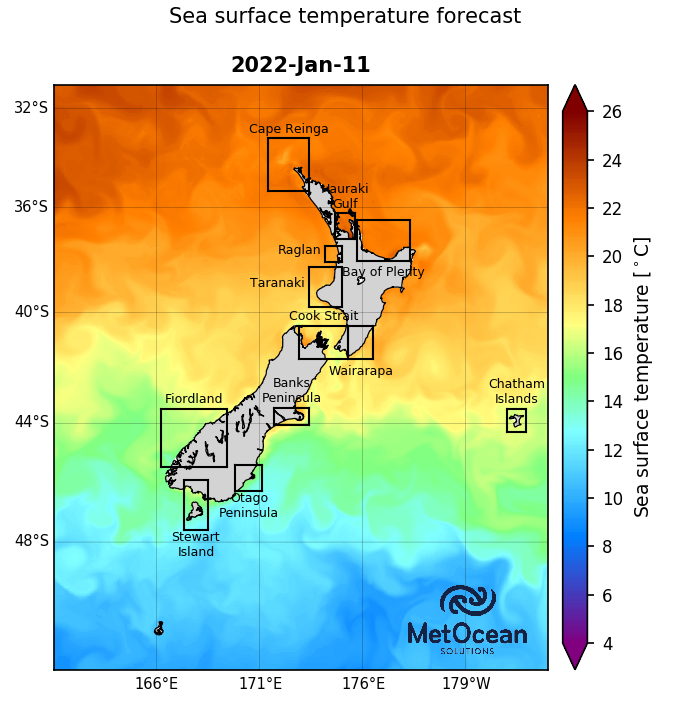 Sea surface temperature forecast
2022-Jan-11
32°S
36°S
40°S
44°S
48°S
Cape Reinga
Hauraki
Gulf
Raglan
Bay of Plenty
Taranaki
Cook Strait
Wairarapa
Banks
Peninsula
Fiordland
Chatham
Islands
Otago
Peninsula
Stewart
Island
MetOcean
SOLUTIONS
166°E
171°E
176°E
179°W
26
24
22
20
18
16
14
12
10
8
6
4
Sea surface temperature [°C]